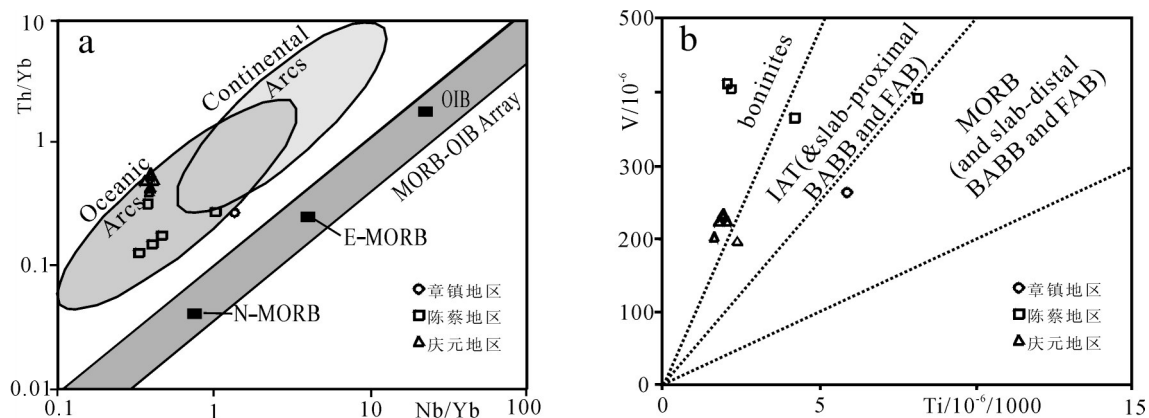 a
10
1
0.1
0.01
Th/Yb
Continental
Arcs
Oceanic
Arcs
OIB
MORB-OIB Array
E-MORB
N-MORB
章镇地区
陈蔡地区
庆元地区
0.1
1
10
100
Nb/Yb
b
500
300
200
100
0
V/10⁻⁶
boninites
IAT(&slab-proximal
BABB and FAB)
MORB
(and slab-distal
BABB and FAB)
章镇地区
陈蔡地区
庆元地区
0
5
15
Ti/10⁻⁶/1000